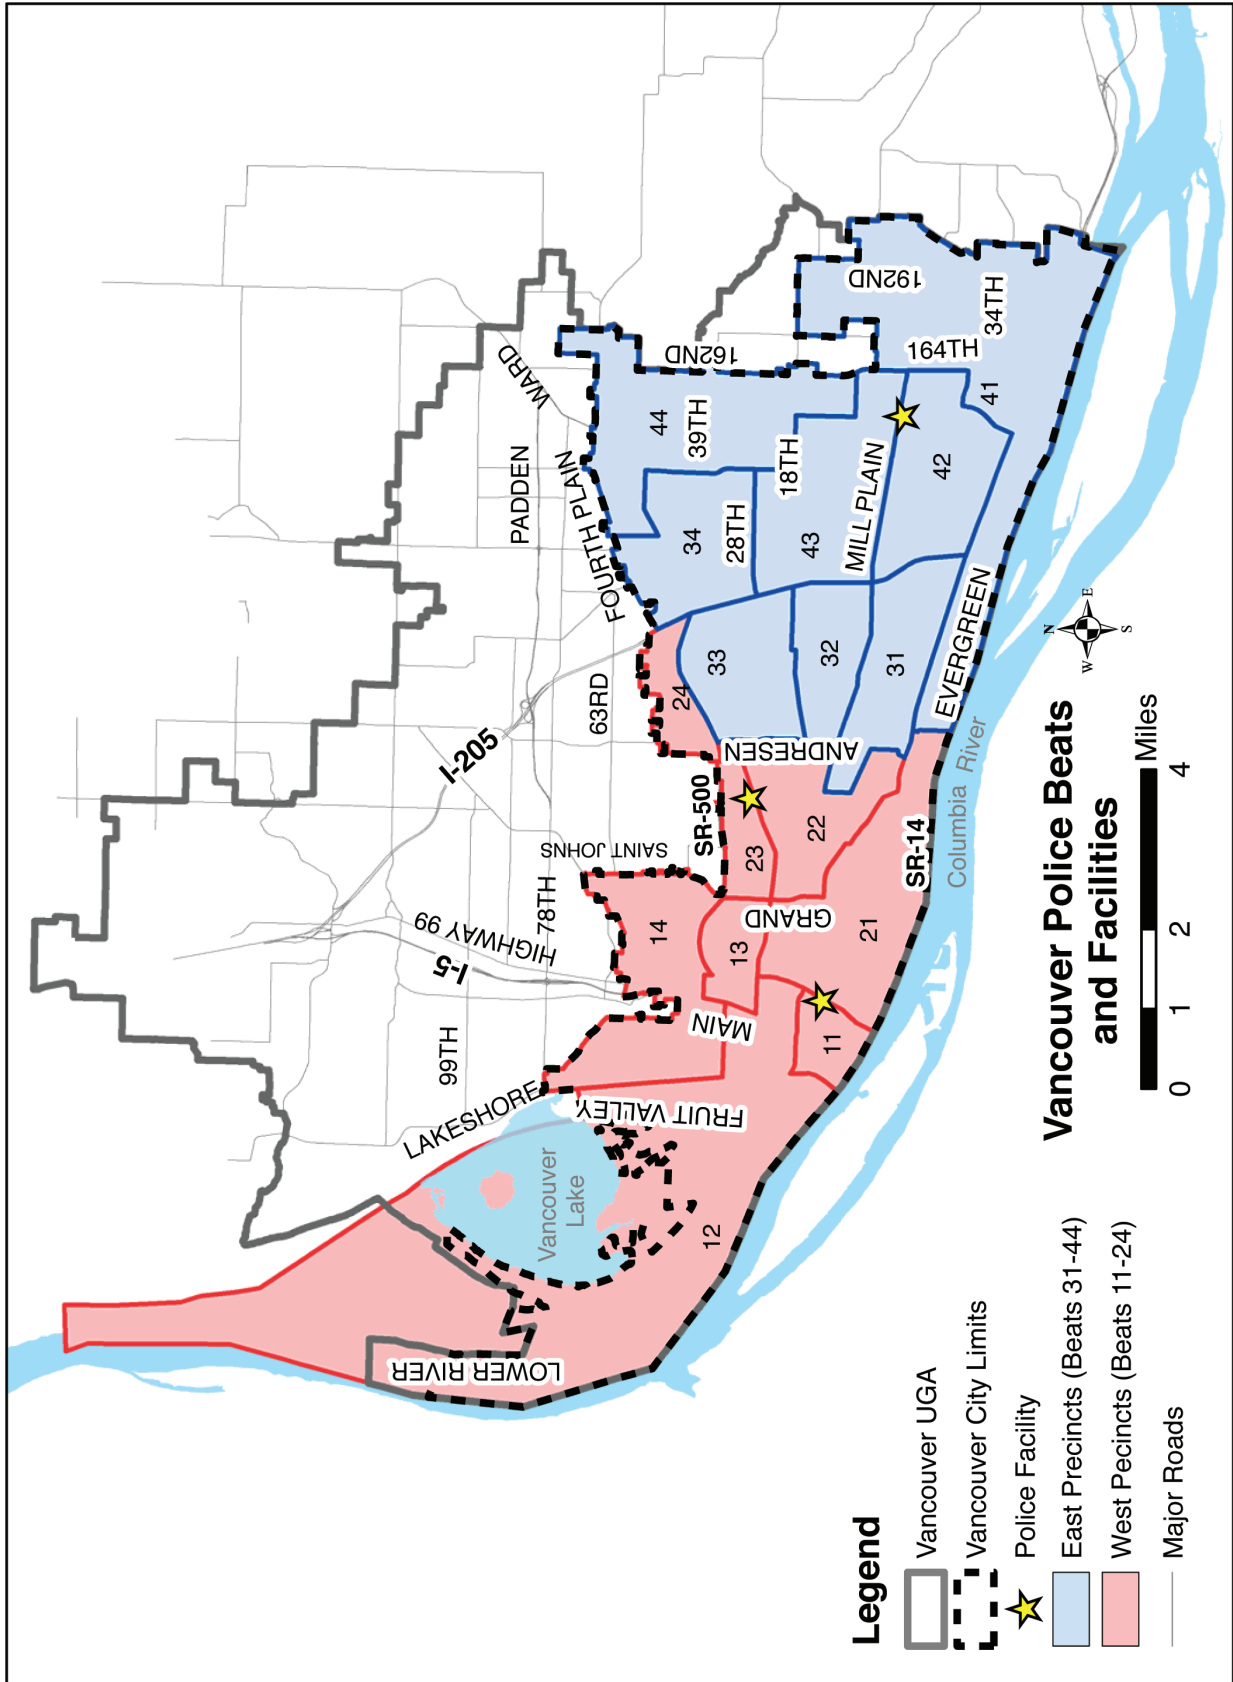 WARD
PADDEN
FOURTH PLAIN
162ND
192ND
34TH
164TH
44
39TH
41
18TH
42
34
28TH
43
MILL PLAIN
I-205
63RD
24
33
32
31
EVERGREEN
ANDRESEN
SAINT JOHNS
SR-500
78TH
HIGHWAY 99
I-5
23
22
SR-14
Columbia River
14
13
GRAND
21
99TH
MAIN
11
LAKESHORE
FRUIT VALLEY
Vancouver
Lake
12
LOWER RIVER
N
W
E
S
Vancouver Police Beats
and Facilities
0
1
2
4
Miles
Legend
Vancouver UGA
Vancouver City Limits
Police Facility
East Precincts (Beats 31-44)
West Pecincts (Beats 11-24)
Major Roads